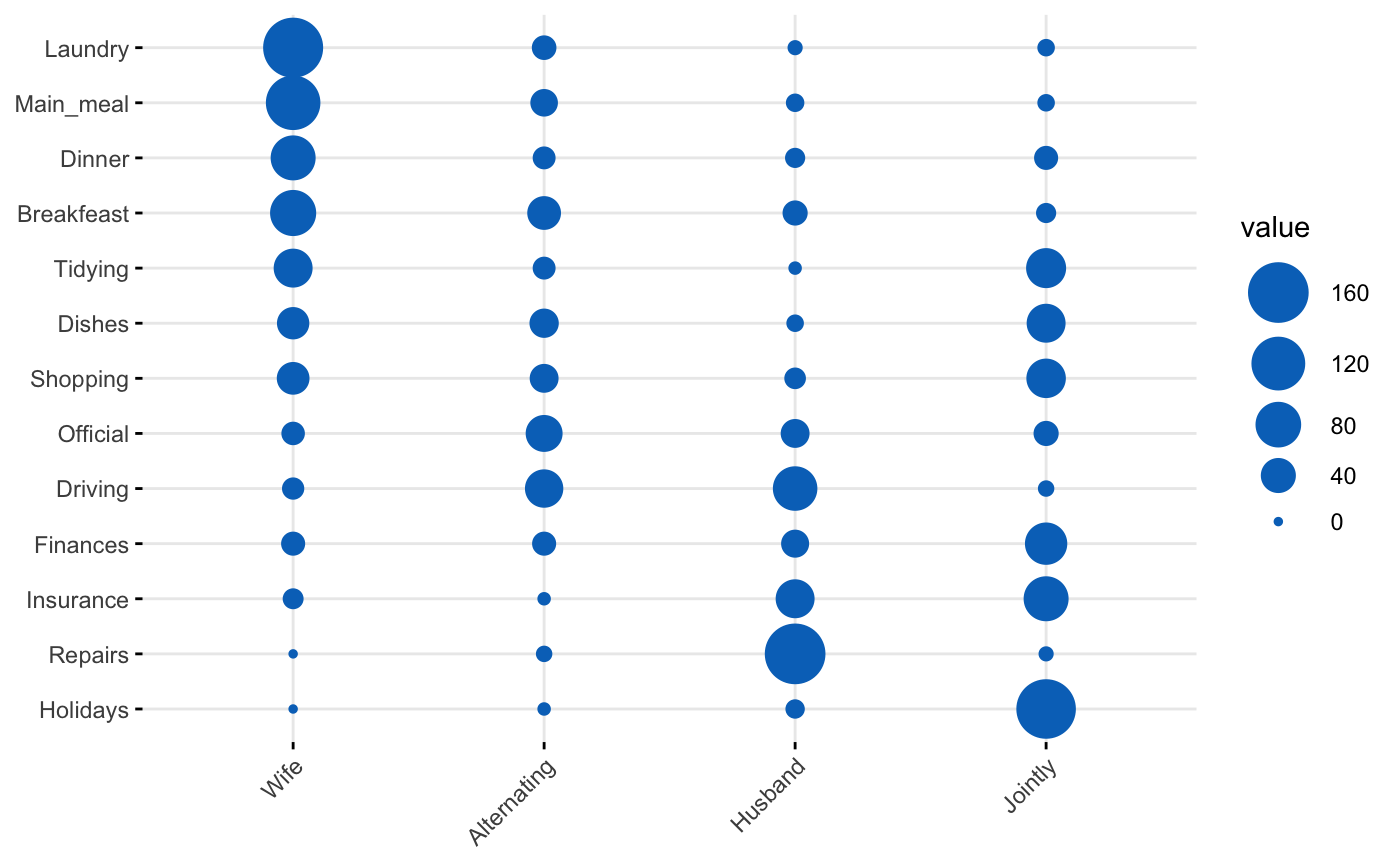 Laundry
Main_meal
Dinner
Breakfeast
Tidying
Dishes
Shopping
Official
Driving
Finances
Insurance
Repairs
Holidays
Wife
Alternating
Husband
Jointly
value
160
120
80
40
0